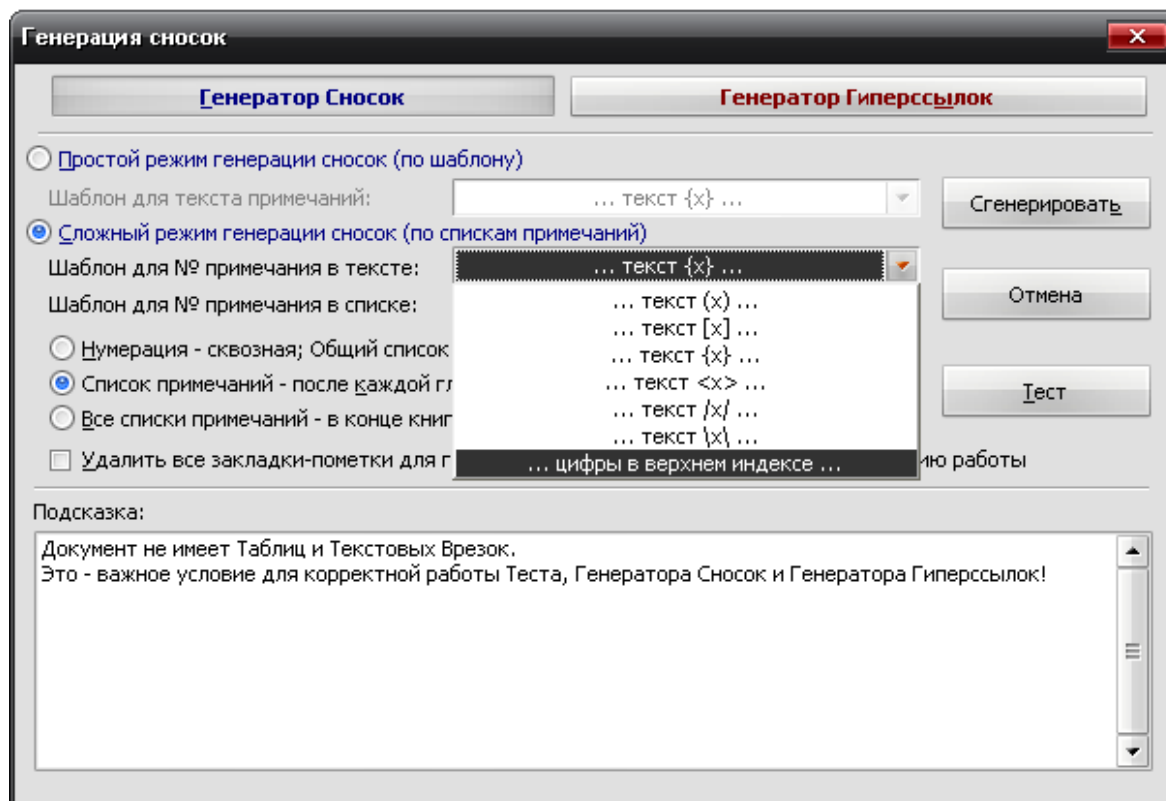 Генерация сносок
Генератор Сносок
Генератор Гиперссылок
Простой режим генерации сносок (по шаблону)
Шаблон для текста примечаний:
... текст {x} ...
Сгенерировать
Сложный режим генерации сносок (по спискам примечаний)
Шаблон для № примечания в тексте:
... текст {x} ...
Отмена
Шаблон для № примечания в списке:
... текст (x) ...
... текст [x] ...
... текст {x} ...
... текст <x> ...
... текст /x/ ...
... текст \x\ ...
... цифры в верхнем индексе ...
Нумерация - сквозная; Общий список
Список примечаний - после каждой
Тест
Все списки примечаний - в конце
Удалить все закладки-пометки для
работы
Подсказка:
Документ не имеет Таблиц и Текстовых Врезок.
Это - важное условие для корректной работы Теста, Генератора Сносок и Генератора Гиперссылок!